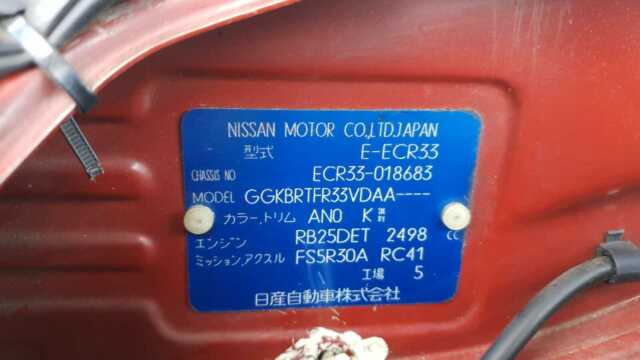 NISSAN MOTOR CO.,LTD.JAPAN
型式 E-ECR33
CHASSIS NO ECR33-018683
MODEL GGKBRTFR33VDAA----
カラー,トリム AN0 K
エンジン RB25DET 2498 CC
ミッション,アクスル FS5R30A RC41
工場 5
日産自動車株式会社